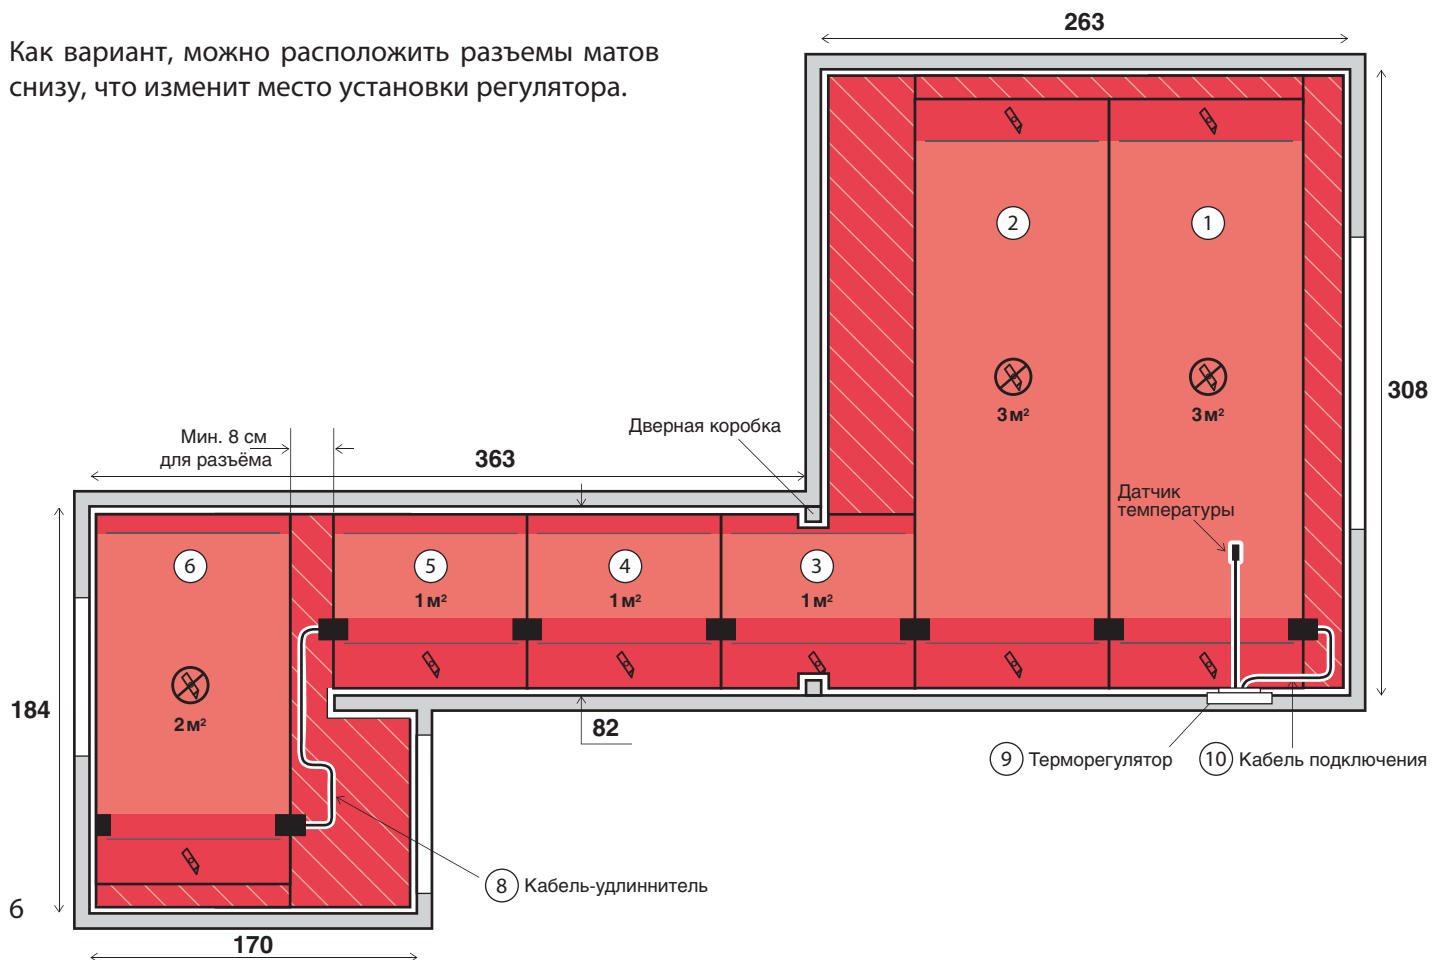 Как вариант, можно расположить разъемы матов
снизу, что изменит место установки регулятора.
263
2
1
3 м²
3 м²
308
Мин. 8 см
для разъёма
363
Дверная коробка
Датчик
температуры
6
5
4
3
1 м²
1 м²
1 м²
2 м²
184
82
9 Терморегулятор
10 Кабель подключения
8 Кабель-удлиннитель
6
170